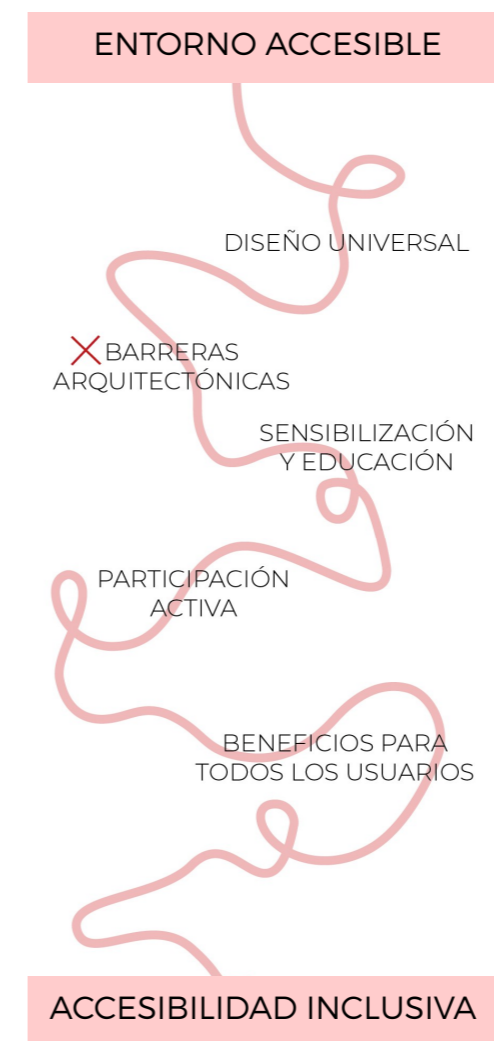 ENTORNO ACCESIBLE
DISEÑO UNIVERSAL
BARRERAS
ARQUITECTÓNICAS
SENSIBILIZACIÓN
Y EDUCACIÓN
PARTICIPACIÓN
ACTIVA
BENEFICIOS PARA
TODOS LOS USUARIOS
ACCESIBILIDAD INCLUSIVA